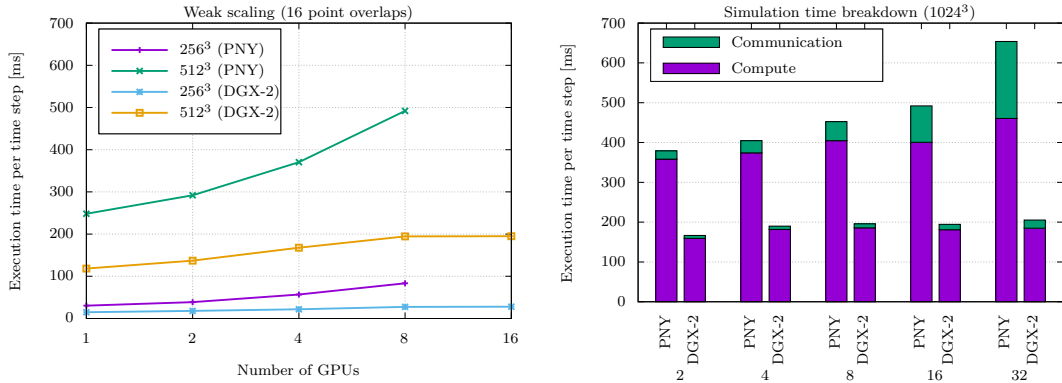 Weak scaling (16 point overlaps)
Execution time per time step [ms]
700
600
500
400
300
200
100
0
256³ (PNY)
512³ (PNY)
256³ (DGX-2)
512³ (DGX-2)
1 2 4 8 16
Number of GPUs
Simulation time breakdown (1024³)
Execution time per time step [ms]
700
600
500
400
300
200
100
0
Communication
Compute
PNY DGX-2 PNY DGX-2 PNY DGX-2 PNY DGX-2 PNY DGX-2
2 4 8 16 32